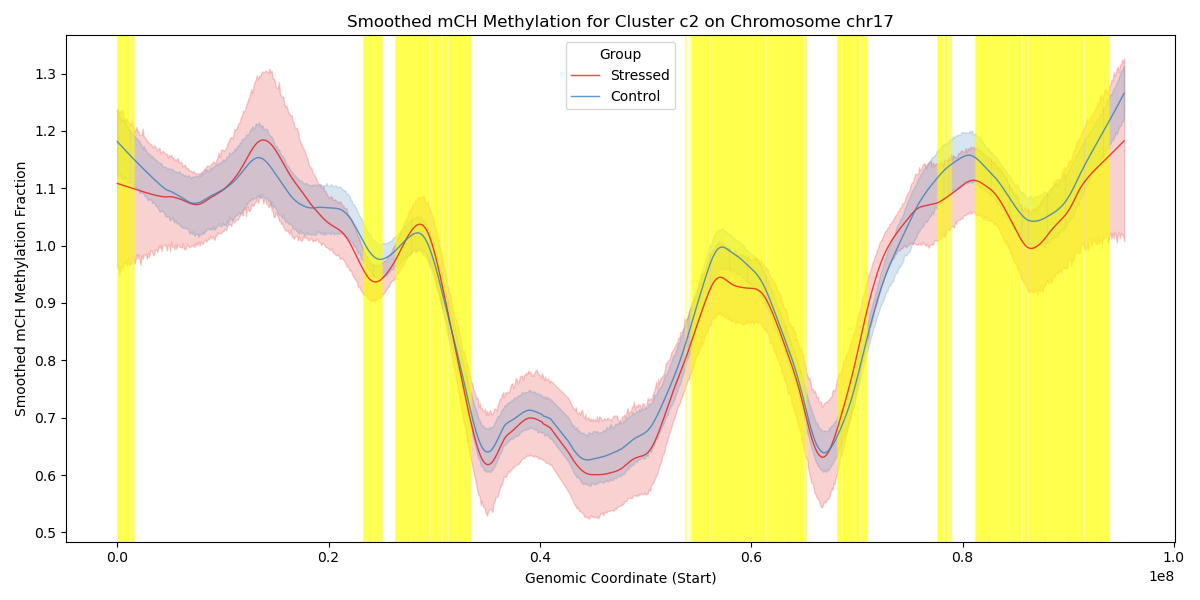 Smoothed mCH Methylation for Cluster c2 on Chromosome chr17
Smoothed mCH Methylation Fraction
1.3
1.2
1.1
1.0
0.9
0.8
0.7
0.6
0.5
Group
Stressed
Control
0.0
0.2
0.4
0.6
0.8
1.0
1e8
Genomic Coordinate (Start)